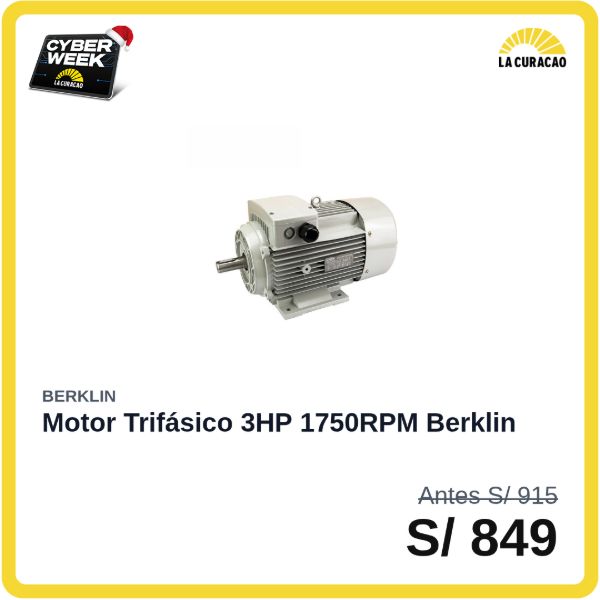 CYBER
WEEK
LA CURACAO
LA CURACAO
BERKLIN
Motor Trifásico 3HP 1750RPM Berklin
Antes S/ 915
S/ 849